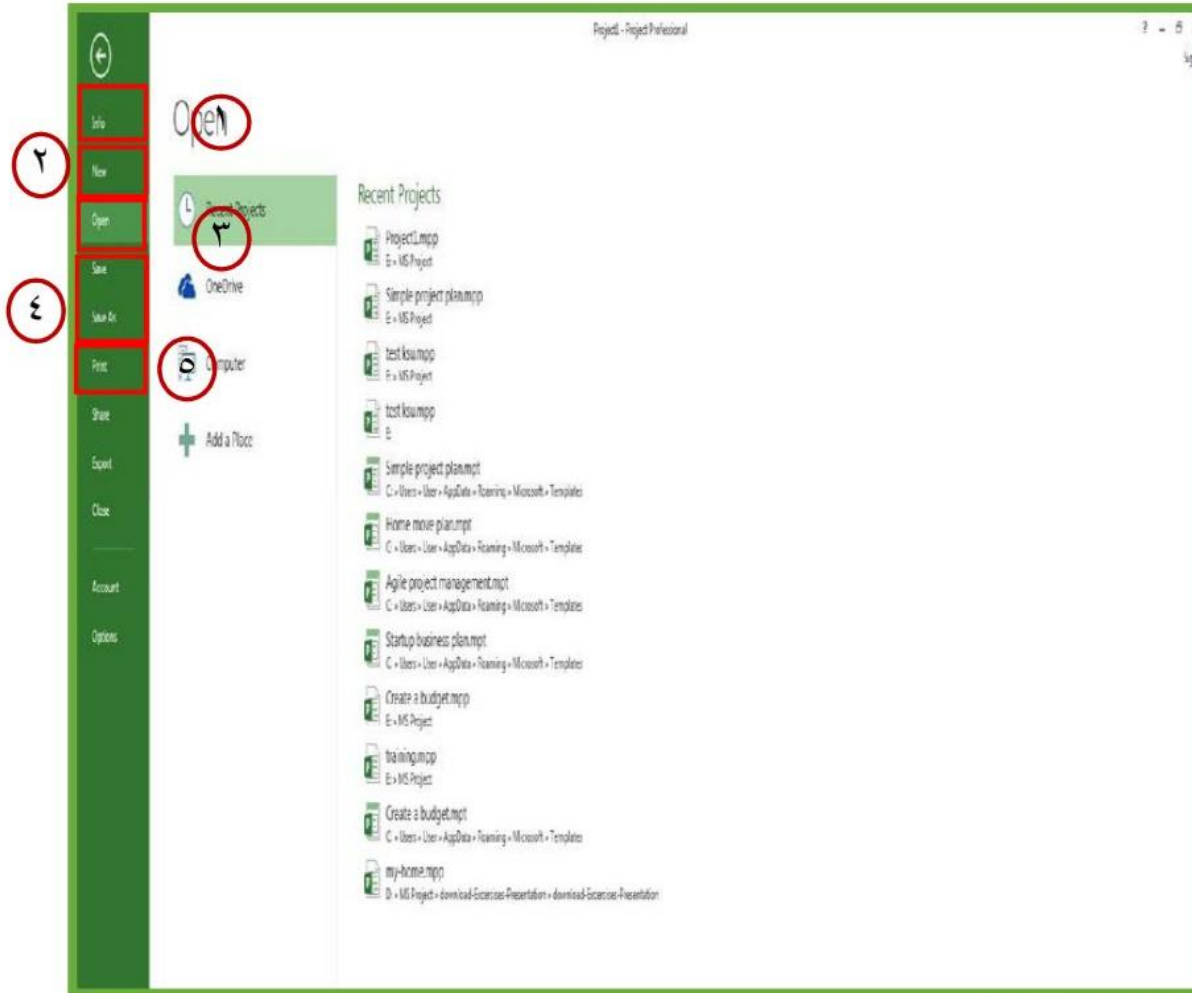 Project1 - Project Professional
?
Info
New
Open
Save
Save As
Print
Share
Export
Close
Account
Options
١
٢
٣
٤
٥
Open
Recent Projects
OneDrive
Computer
Add a Place
Recent Projects
Project1.mpp
E: » MS Project
Simple project plan.mpp
E: » MS Project
test ksu.mpp
E: » MS Project
test ksu.mpp
E:
Simple project plan.mpt
C: » Users » User » AppData » Roaming » Microsoft » Templates
Home move plan.mpt
C: » Users » User » AppData » Roaming » Microsoft » Templates
Agile project management.mpt
C: » Users » User » AppData » Roaming » Microsoft » Templates
Startup business plan.mpt
C: » Users » User » AppData » Roaming » Microsoft » Templates
Create a budget.mpp
E: » MS Project
training.mpp
E: » MS Project
Create a budget.mpt
C: » Users » User » AppData » Roaming » Microsoft » Templates
my-home.mpp
D: » MS Project » download-Excersises-Presentation » download-Excersises-Presentation